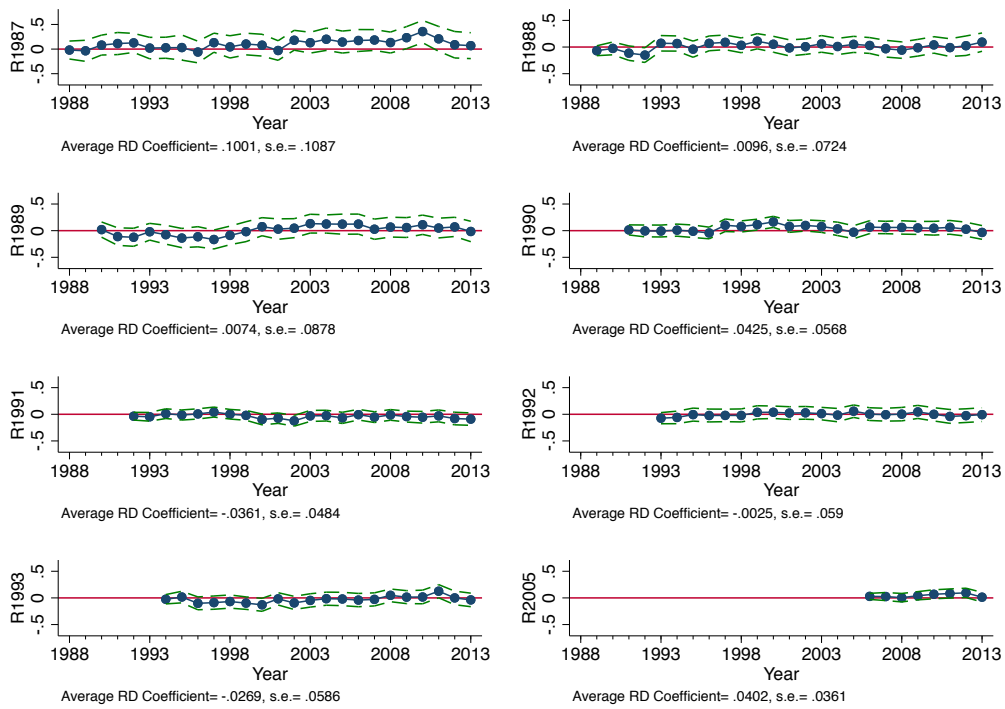 R1987
.5
0
-.5
1988 1993 1998 2003 2008 2013
Year
Average RD Coefficient= .1001, s.e.= .1087
R1988
.5
0
-.5
1988 1993 1998 2003 2008 2013
Year
Average RD Coefficient= .0096, s.e.= .0724
R1989
.5
0
-.5
1988 1993 1998 2003 2008 2013
Year
Average RD Coefficient= .0074, s.e.= .0878
R1990
.5
0
-.5
1988 1993 1998 2003 2008 2013
Year
Average RD Coefficient= .0425, s.e.= .0568
R1991
.5
0
-.5
1988 1993 1998 2003 2008 2013
Year
Average RD Coefficient= -.0361, s.e.= .0484
R1992
.5
0
-.5
1988 1993 1998 2003 2008 2013
Year
Average RD Coefficient= -.0025, s.e.= .059
R1993
.5
0
-.5
1988 1993 1998 2003 2008 2013
Year
Average RD Coefficient= -.0269, s.e.= .0586
R2005
.5
0
-.5
1988 1993 1998 2003 2008 2013
Year
Average RD Coefficient= .0402, s.e.= .0361